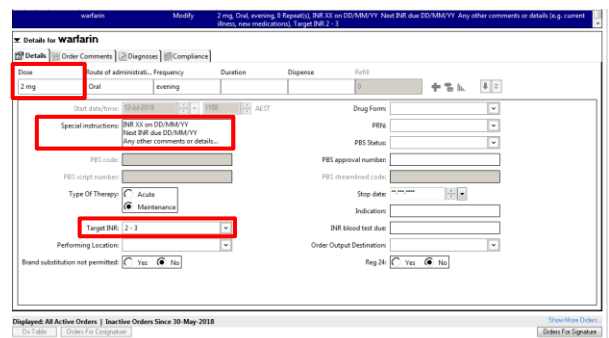 warfarin Modify 2 mg, Oral, evening, 0 Repeat(s), INR XX on DD/MM/YY Next INR due DD/MM/YY Any other comments or details (e.g. current
illness, new medications), Target INR 2 - 3
Details for warfarin
Details Order Comments Diagnoses Compliance
Dose Route of administrati... Frequency Duration Dispense Refill
2 mg Oral evening 0
Start date/time: 12-Jul-2018 1108 AEST Drug Form:
Special instructions: INR XX on DD/MM/YY
Next INR due DD/MM/YY
Any other comments or details...
PRN:
PBS Status:
PBS code: PBS approval number:
PBS script number: PBS streamlined code:
Type Of Therapy: Acute
Maintenance
Stop date: **-***-****
Indication:
Target INR: 2 - 3 INR blood test due:
Performing Location: Order Output Destination:
Brand substitution not permitted: Yes No Reg 24: Yes No
Displayed: All Active Orders | Inactive Orders Since 30-May-2018 Show More Orders...
Dx Table Orders For Cosignature Orders For Signature